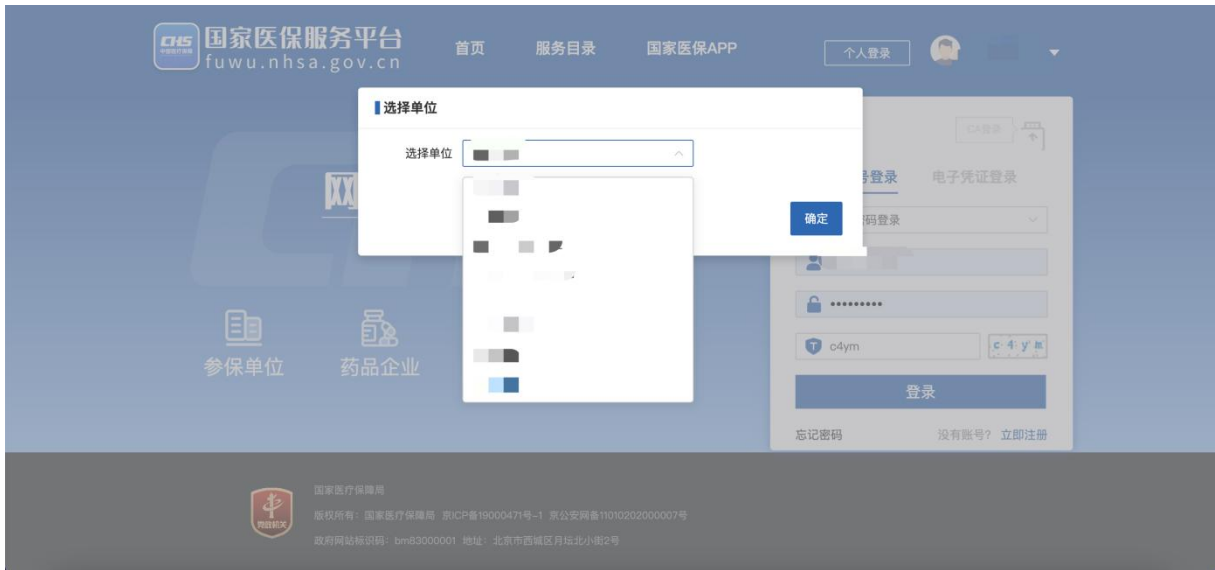 CHS
国家医保服务平台
fuwu.nhsa.gov.cn
首页
服务目录
国家医保APP
个人登录
选择单位
选择单位
确定
CA登录
号登录
电子凭证登录
码登录
网
c4ym
登录
忘记密码
没有账号? 立即注册
参保单位
药品企业
党政机关
国家医疗保障局
版权所有:国家医疗保障局 京ICP备19000471号-1 京公安网备11010202000007号
政府网站标识码:bm83000001 地址:北京市西城区月坛北小街2号